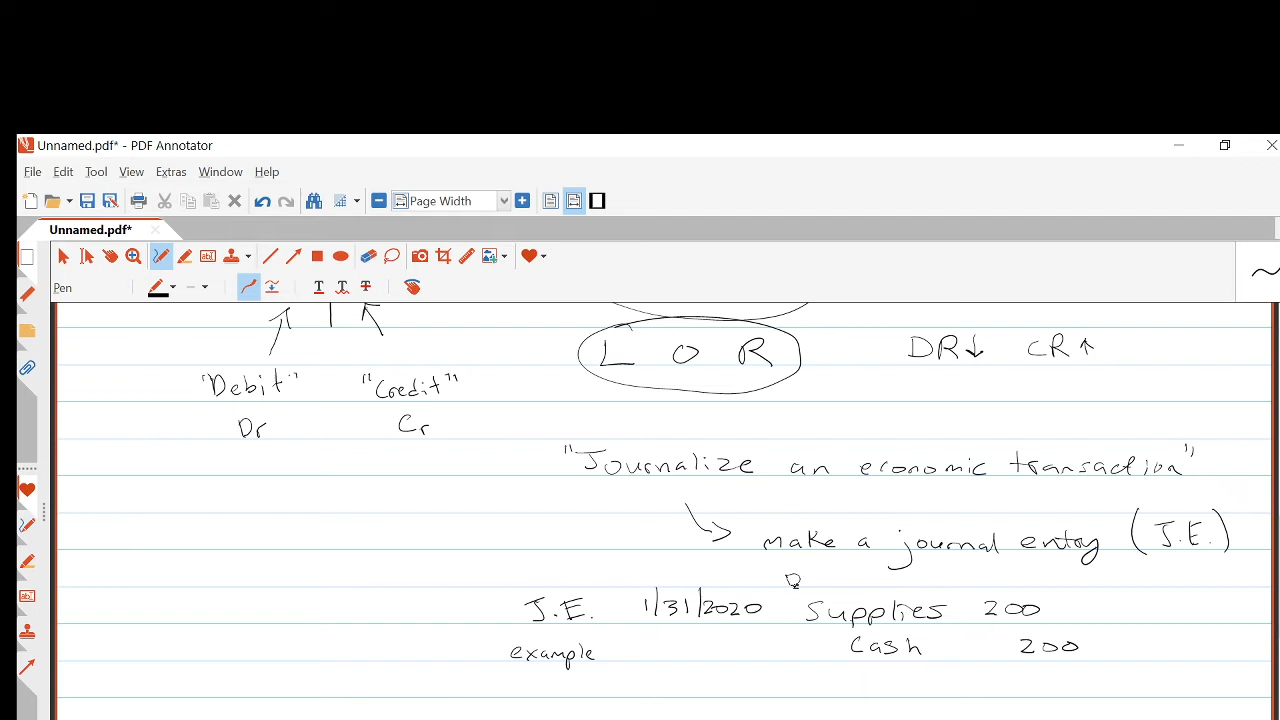 Unnamed.pdf* - PDF Annotator
File Edit Tool View Extras Window Help
Page Width
Unnamed.pdf*
Pen
L O R DR↓ CR↑
"Debit" "Credit"
Dr Cr
"Journalize an economic transaction"
make a journal entry (J.E.)
J.E. 1/31/2020 Supplies 200
example Cash 200